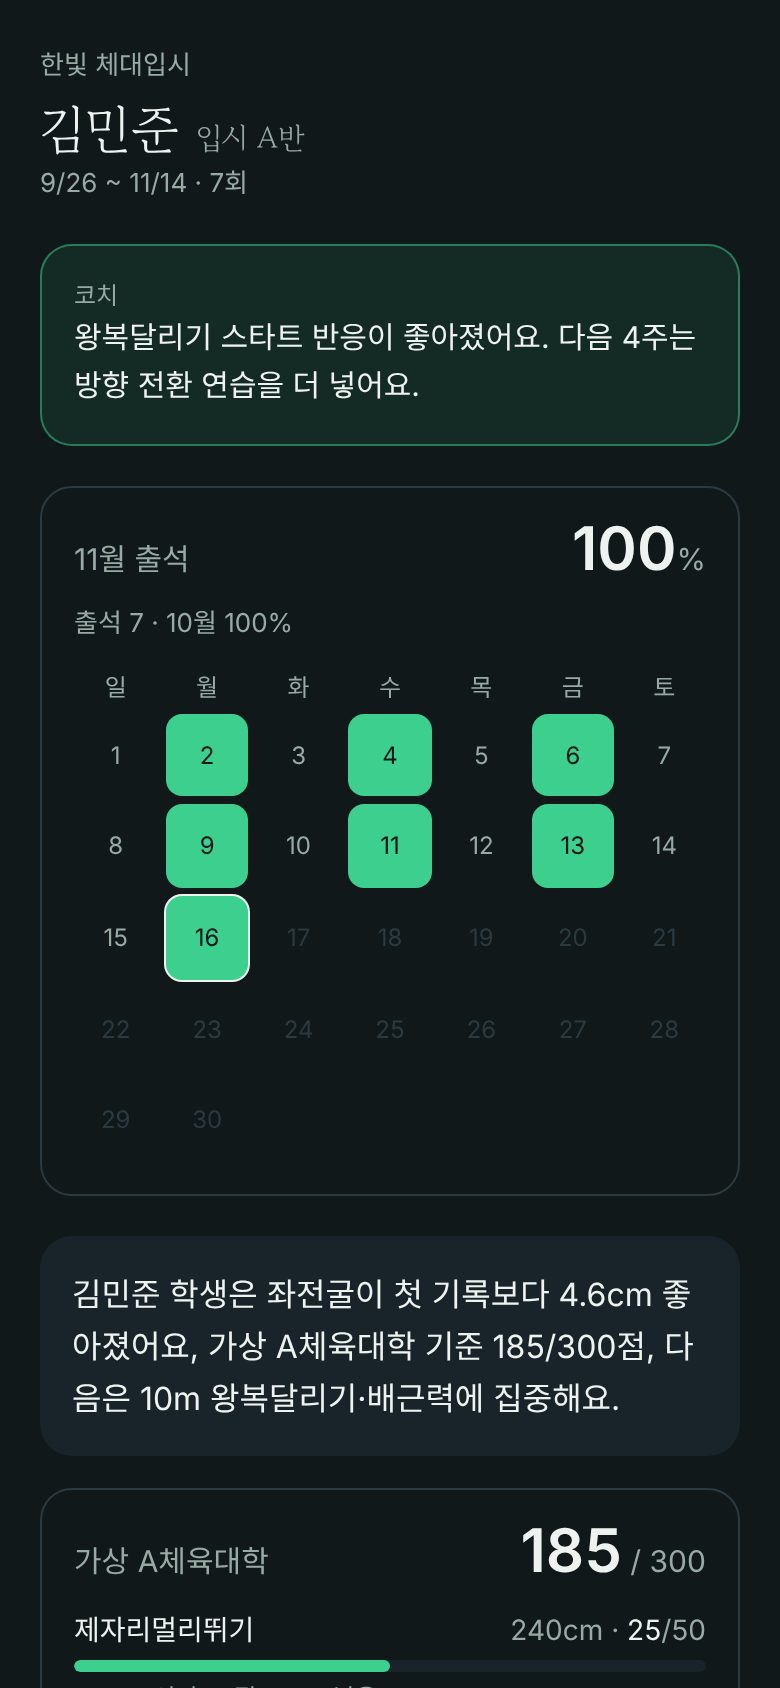 한빛 체대입시
김민준 입시 A반
9/26 ~ 11/14 · 7회
코치
왕복달리기 스타트 반응이 좋아졌어요. 다음 4주는
방향 전환 연습을 더 넣어요.
11월 출석 100%
출석 7 · 10월 100%
일 월 화 수 목 금 토
1 2 3 4 5 6 7
8 9 10 11 12 13 14
15 16 17 18 19 20 21
22 23 24 25 26 27 28
29 30
김민준 학생은 좌전굴이 첫 기록보다 4.6cm 좋
아졌어요, 가상 A체육대학 기준 185/300점, 다
음은 10m 왕복달리기·배근력에 집중해요.
가상 A체육대학 185 / 300
제자리멀리뛰기 240cm · 25/50